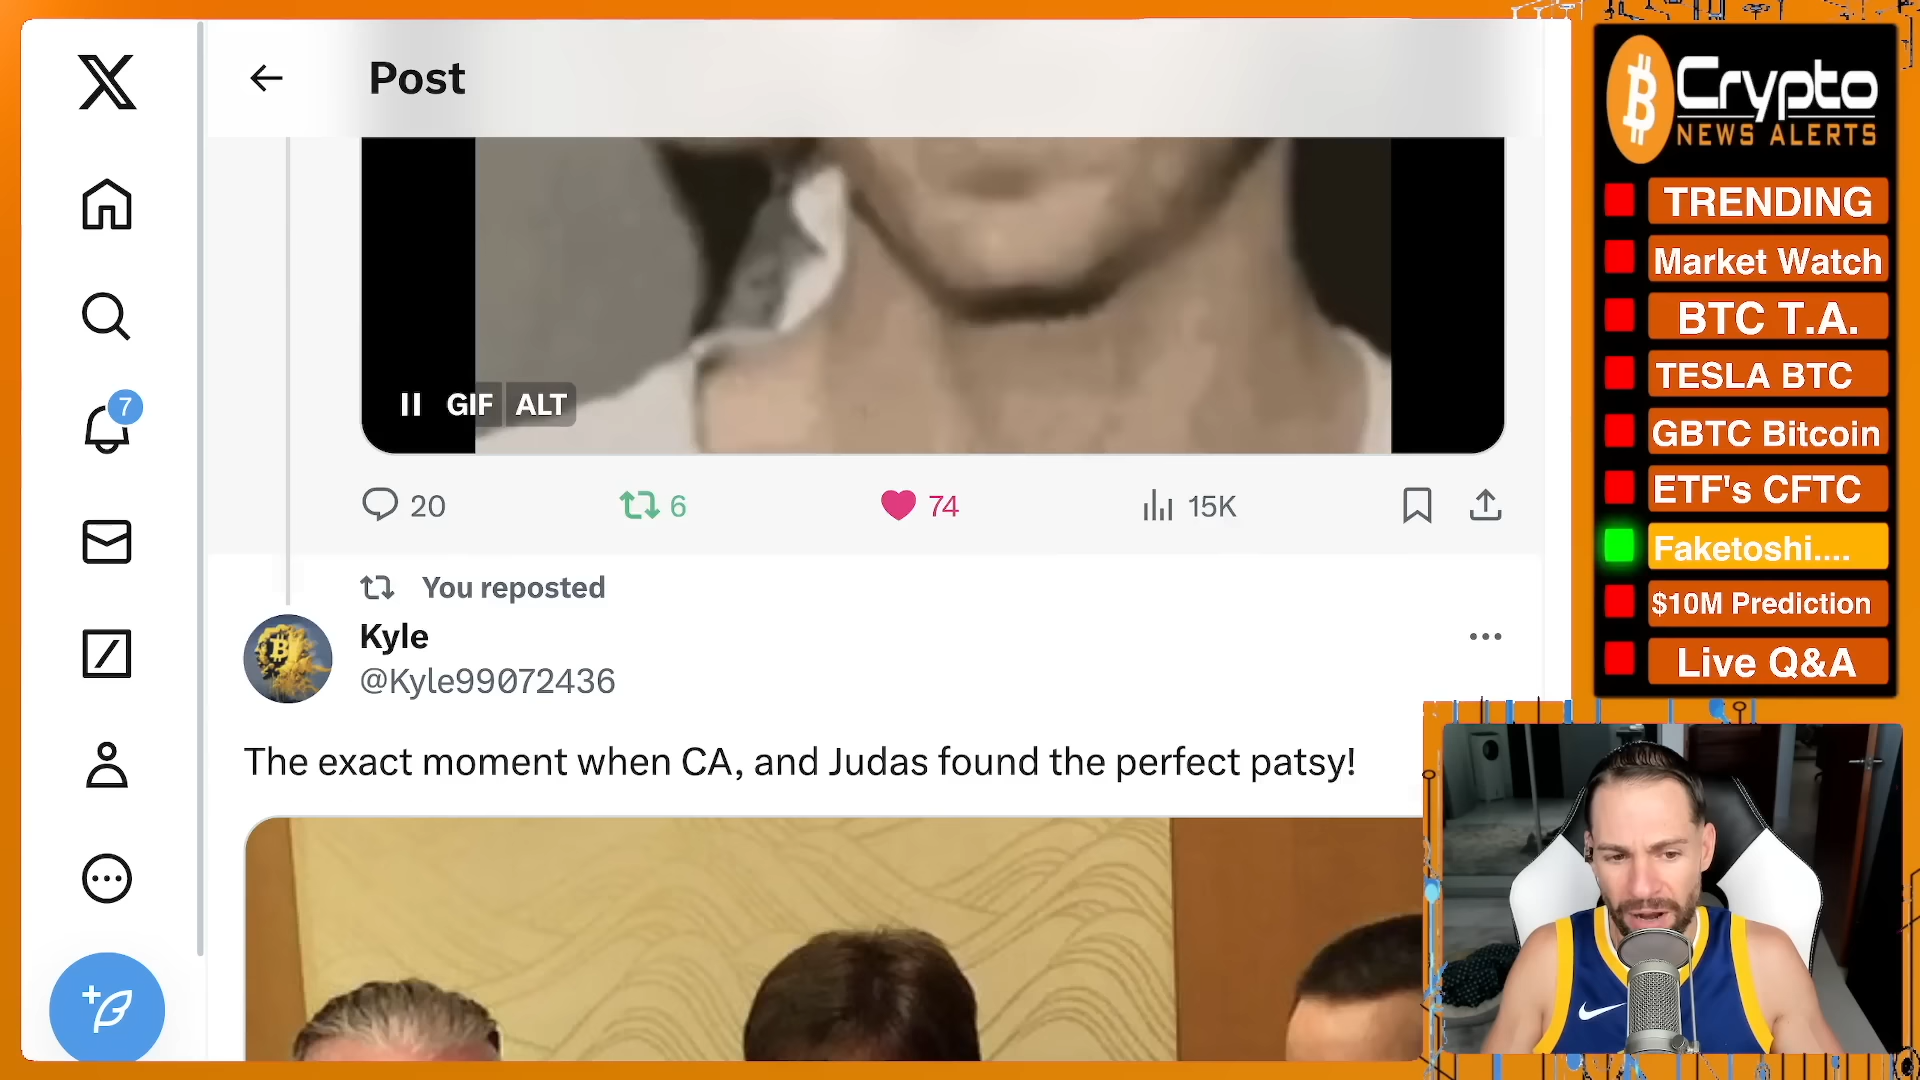 Post
GIF ALT
20
6
74
15K
7
You reposted
Kyle
@Kyle99072436
The exact moment when CA, and Judas found the perfect patsy!
Crypto
NEWS ALERTS
TRENDING
Market Watch
BTC T.A.
TESLA BTC
GBTC Bitcoin
ETF's CFTC
Faketoshi....
$10M Prediction
Live Q&A